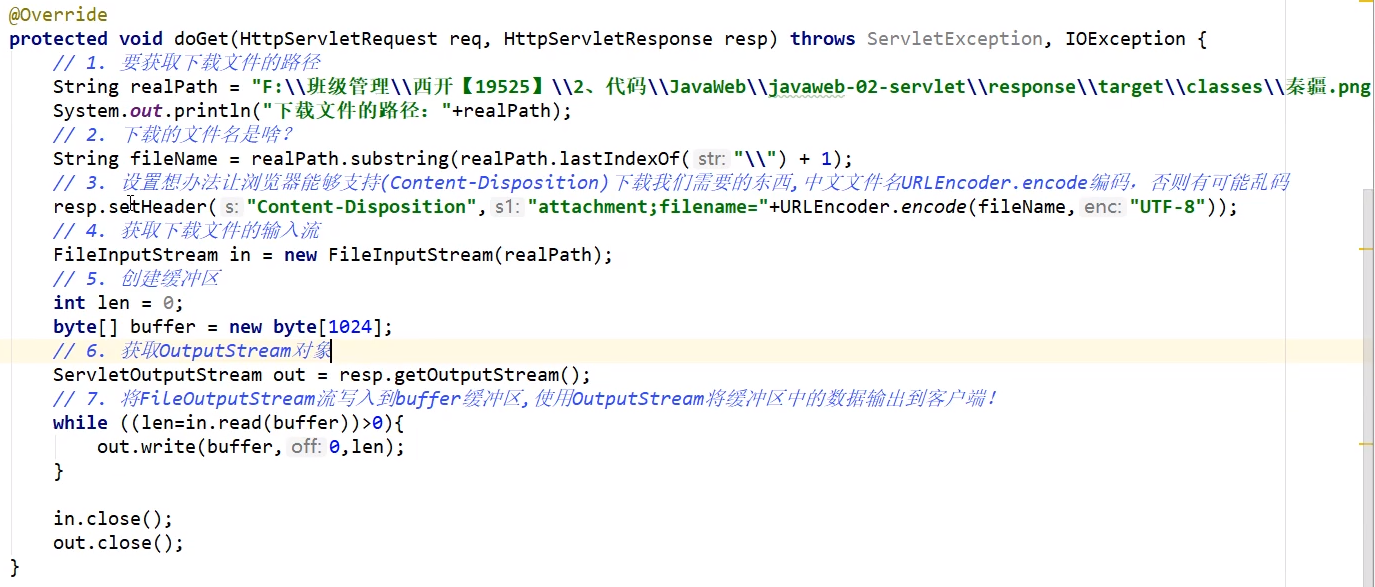 @Override
protected void doGet(HttpServletRequest req, HttpServletResponse resp) throws ServletException, IOException {
// 1. 要获取下载文件的路径
String realPath = "F:\\班级管理\\西开【19525】\\2、代码\\JavaWeb\\javaweb-02-servlet\\response\\target\\classes\\秦疆.png
System.out.println("下载文件的路径："+realPath);
// 2. 下载的文件名是啥？
String fileName = realPath.substring(realPath.lastIndexOf( str: "\\") + 1);
// 3. 设置想办法让浏览器能够支持(Content-Disposition)下载我们需要的东西,中文文件名URLEncoder.encode编码，否则有可能乱码
resp.setHeader( s: "Content-Disposition", s1: "attachment;filename="+URLEncoder.encode(fileName, enc: "UTF-8"));
// 4. 获取下载文件的输入流
FileInputStream in = new FileInputStream(realPath);
// 5. 创建缓冲区
int len = 0;
byte[] buffer = new byte[1024];
// 6. 获取OutputStream对象
ServletOutputStream out = resp.getOutputStream();
// 7. 将FileOutputStream流写入到buffer缓冲区,使用OutputStream将缓冲区中的数据输出到客户端！
while ((len=in.read(buffer))>0){
out.write(buffer, off: 0,len);
}
in.close();
out.close();
}